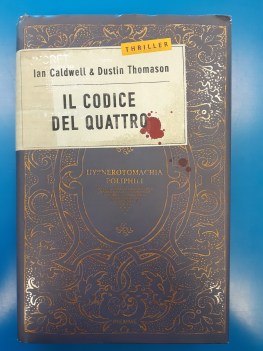 THRILLER
Ian Caldwell & Dustin Thomason
IL CODICE
DEL QUATTRO
HYPNEROTOMACHIA
POLIPHILI